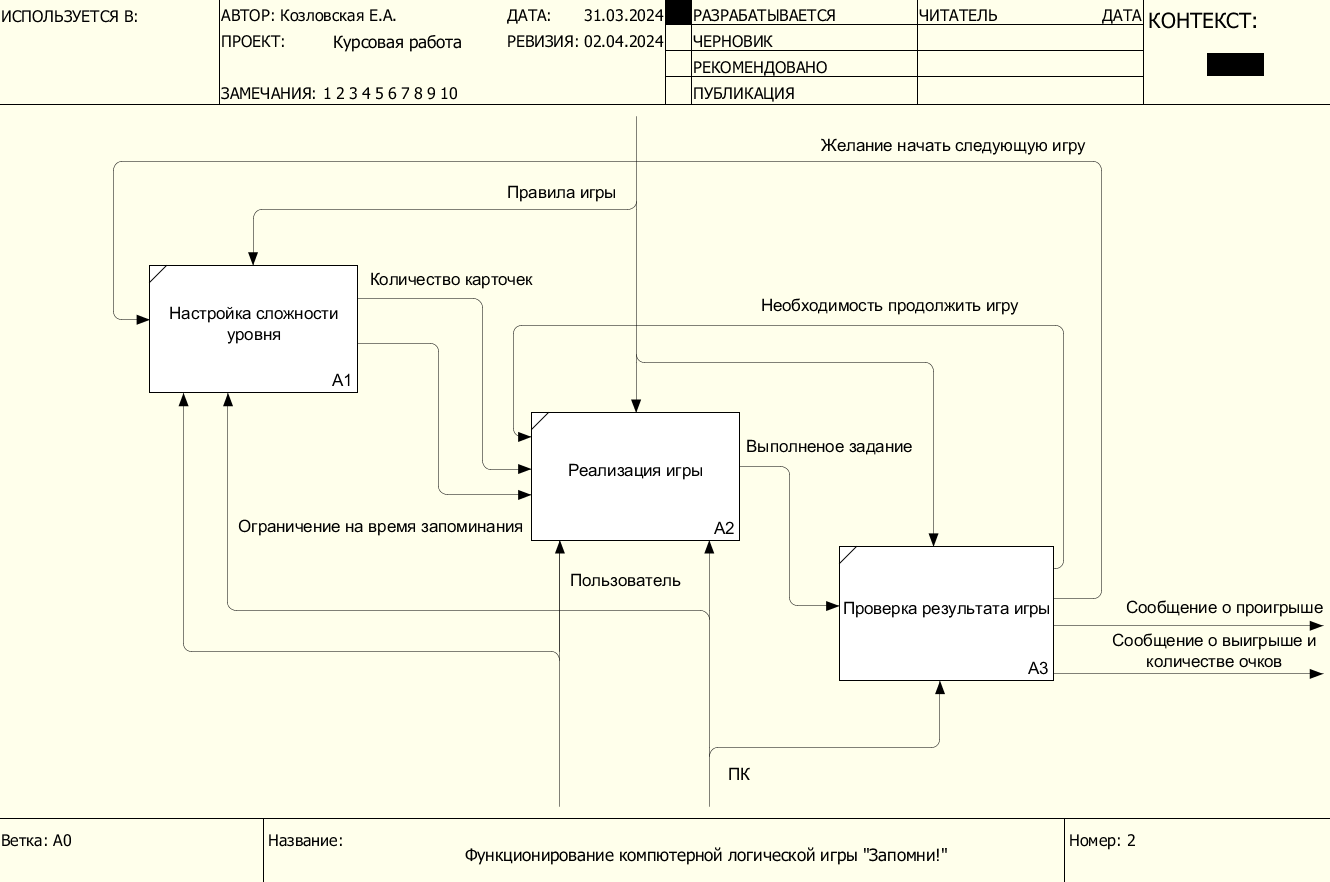 ИСПОЛЬЗУЕТСЯ В:
АВТОР: Козловская Е.А.
ДАТА: 31.03.2024
ПРОЕКТ: Курсовая работа
РЕВИЗИЯ: 02.04.2024
ЗАМЕЧАНИЯ: 1 2 3 4 5 6 7 8 9 10
РАЗРАБАТЫВАЕТСЯ
ЧЕРНОВИК
РЕКОМЕНДОВАНО
ПУБЛИКАЦИЯ
ЧИТАТЕЛЬ ДАТА
КОНТЕКСТ:
Желание начать следующую игру
Правила игры
Количество карточек
Необходимость продолжить игру
Настройка сложности
уровня
A1
Выполненое задание
Реализация игры
A2
Ограничение на время запоминания
Пользователь
Проверка результата игры
A3
Сообщение о проигрыше
Сообщение о выигрыше и
количестве очков
ПК
Ветка: A0
Название:
Функционирование компютерной логической игры "Запомни!"
Номер: 2